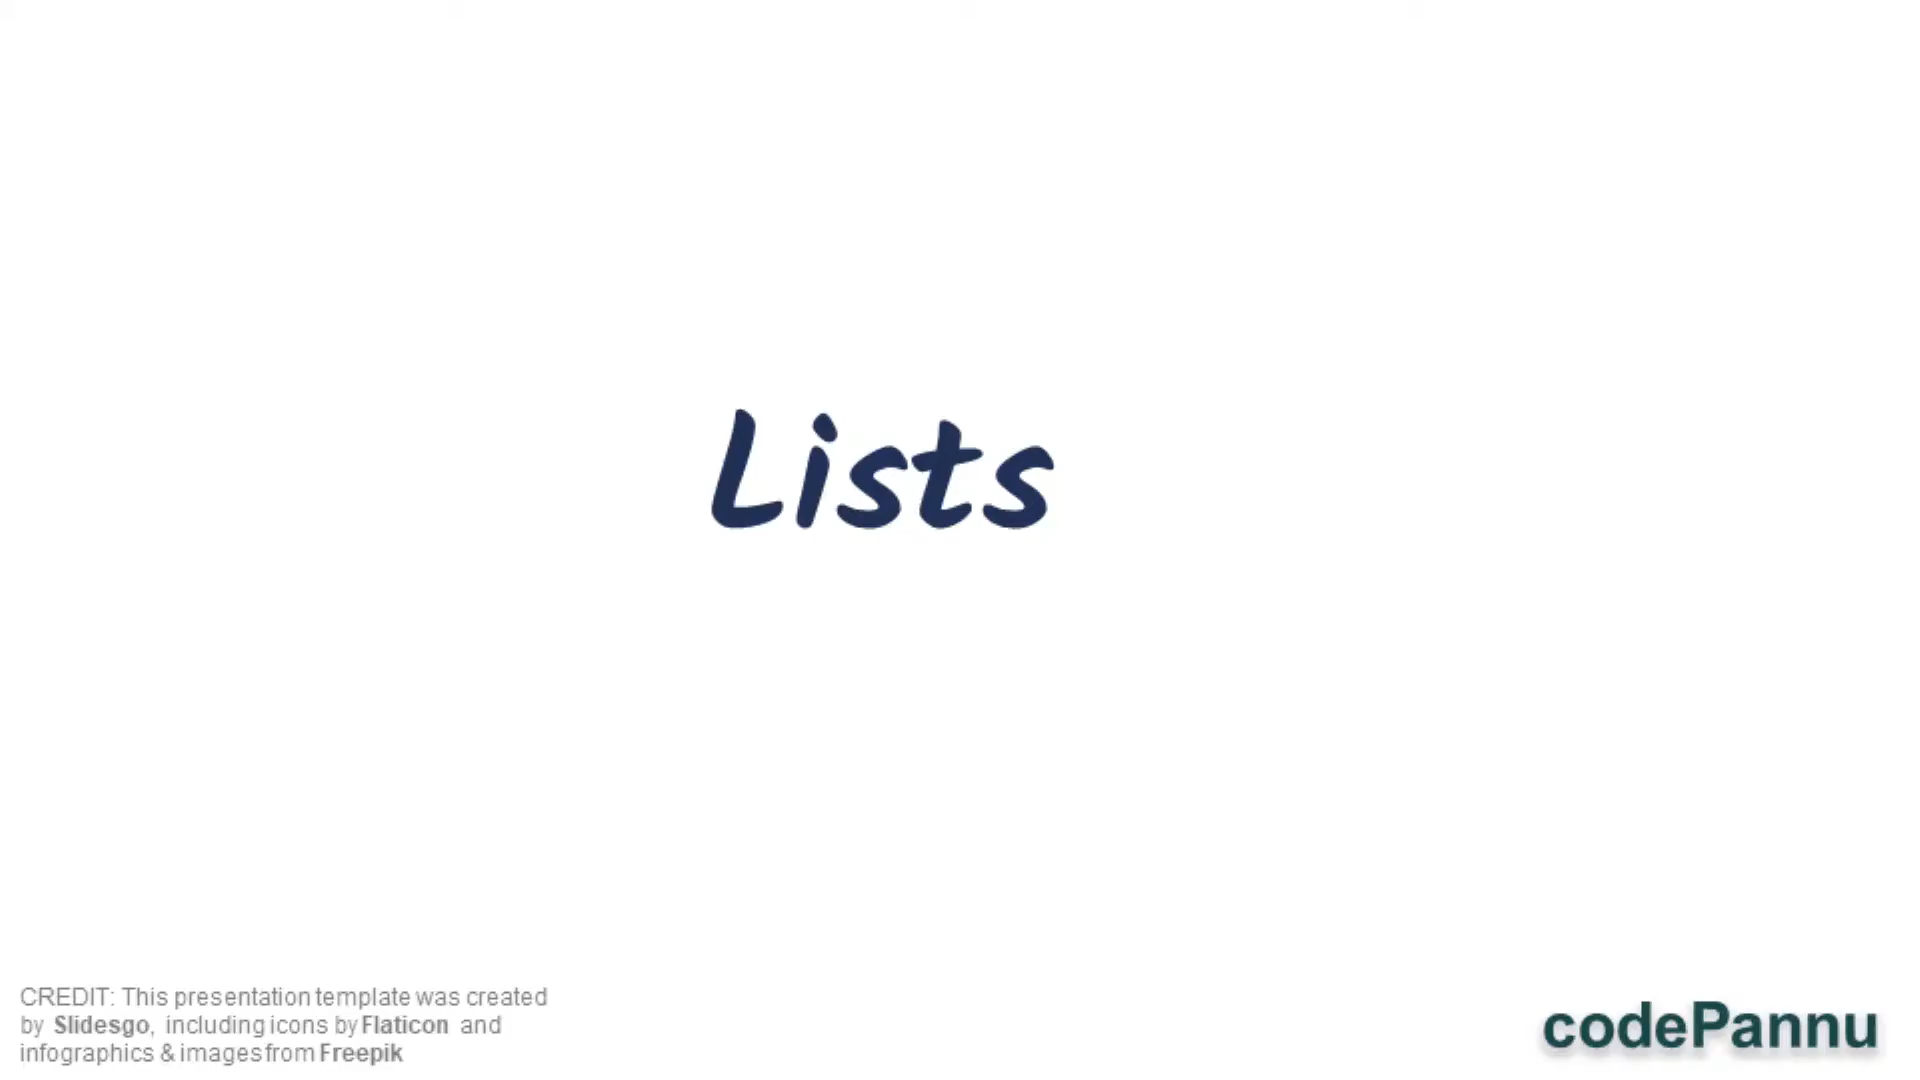 Lists
CREDIT: This presentation template was created
by Slidesgo, including icons by Flaticon and
infographics & images from Freepik
codePannu